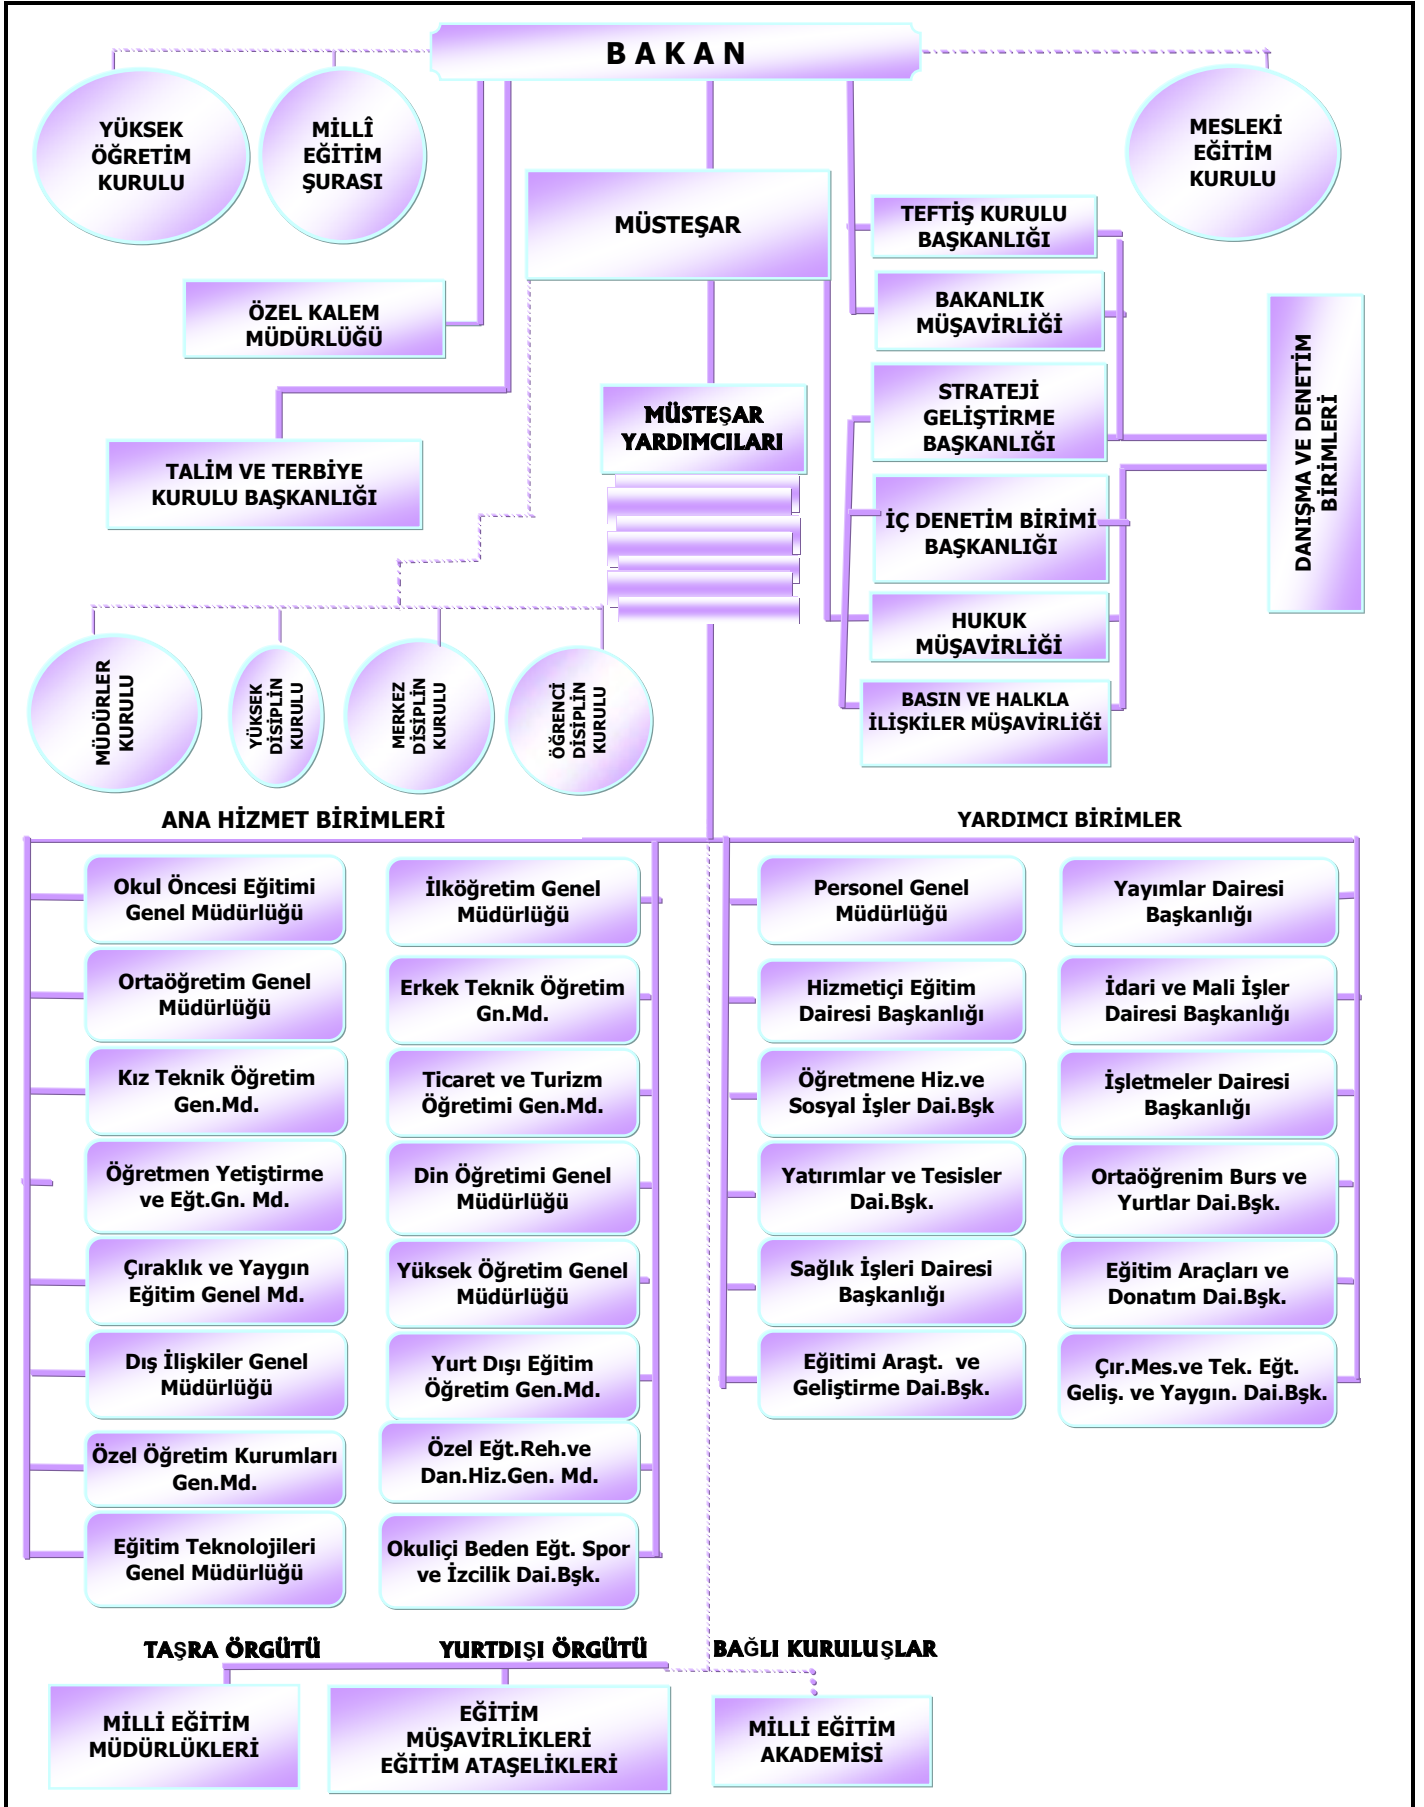 B A K A N
YÜKSEK
ÖĞRETİM
KURULU
MİLLÎ
EĞİTİM
ŞURASI
MESLEKİ
EĞİTİM
KURULU
MÜSTEŞAR
TEFTİŞ KURULU
BAŞKANLIĞI
BAKANLIK
MÜŞAVİRLİĞİ
ÖZEL KALEM
MÜDÜRLÜĞÜ
STRATEJİ
GELİŞTİRME
BAŞKANLIĞI
DANIŞMA VE DENETİM
BİRİMLERİ
MÜSTEŞAR
YARDIMCILARI
TALİM VE TERBİYE
KURULU BAŞKANLIĞI
İÇ DENETİM BİRİMİ
BAŞKANLIĞI
HUKUK
MÜŞAVİRLİĞİ
MÜDÜRLER
KURULU
YÜKSEK
DİSİPLİN
KURULU
MERKEZ
DİSİPLİN
KURULU
ÖĞRENCİ
DİSİPLİN
KURULU
BASIN VE HALKLA
İLİŞKİLER MÜŞAVİRLİĞİ
ANA HİZMET BİRİMLERİ
YARDIMCI BİRİMLER
Okul Öncesi Eğitimi
Genel Müdürlüğü
İlköğretim Genel
Müdürlüğü
Personel Genel
Müdürlüğü
Yayımlar Dairesi
Başkanlığı
Ortaöğretim Genel
Müdürlüğü
Erkek Teknik Öğretim
Gn.Md.
Hizmetiçi Eğitim
Dairesi Başkanlığı
İdari ve Mali İşler
Dairesi Başkanlığı
Kız Teknik Öğretim
Gen.Md.
Ticaret ve Turizm
Öğretimi Gen.Md.
Öğretmene Hiz.ve
Sosyal İşler Dai.Bşk
İşletmeler Dairesi
Başkanlığı
Öğretmen Yetiştirme
ve Eğt.Gn. Md.
Din Öğretimi Genel
Müdürlüğü
Yatırımlar ve Tesisler
Dai.Bşk.
Ortaöğrenim Burs ve
Yurtlar Dai.Bşk.
Çıraklık ve Yaygın
Eğitim Genel Md.
Yüksek Öğretim Genel
Müdürlüğü
Sağlık İşleri Dairesi
Başkanlığı
Eğitim Araçları ve
Donatım Dai.Bşk.
Dış İlişkiler Genel
Müdürlüğü
Yurt Dışı Eğitim
Öğretim Gen.Md.
Eğitimi Araşt. ve
Geliştirme Dai.Bşk.
Çır.Mes.ve Tek. Eğt.
Geliş. ve Yaygın. Dai.Bşk.
Özel Öğretim Kurumları
Gen.Md.
Özel Eğt.Reh.ve
Dan.Hiz.Gen. Md.
Eğitim Teknolojileri
Genel Müdürlüğü
Okuliçi Beden Eğt. Spor
ve İzcilik Dai.Bşk.
TAŞRA ÖRGÜTÜ
YURTDIŞI ÖRGÜTÜ
BAĞLI KURULUŞLAR
MİLLİ EĞİTİM
MÜDÜRLÜKLERİ
EĞİTİM
MÜŞAVİRLİKLERİ
EĞİTİM ATAŞELİKLERİ
MİLLİ EĞİTİM
AKADEMİSİ